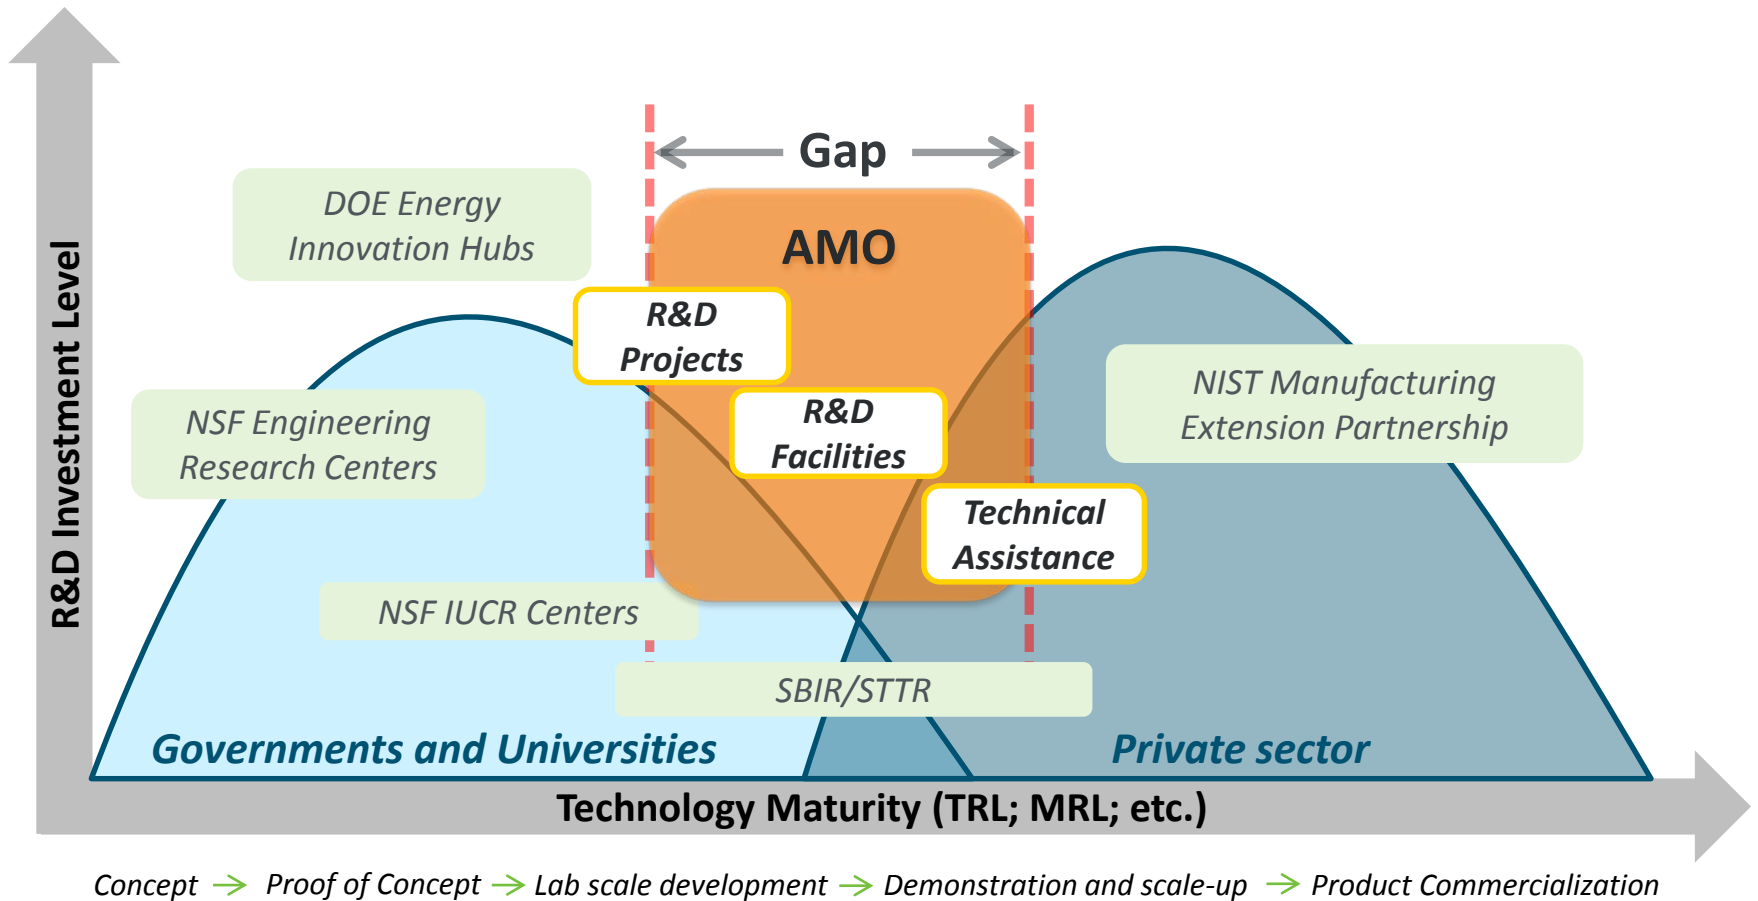 Gap
DOE Energy
Innovation Hubs
AMO
R&D
Projects
NIST Manufacturing
Extension Partnership
R&D
Facilities
NSF Engineering
Research Centers
Technical
Assistance
NSF IUCR Centers
SBIR/STTR
Governments and Universities
Private sector
R&D Investment Level
Technology Maturity (TRL; MRL; etc.)
Concept → Proof of Concept → Lab scale development → Demonstration and scale-up → Product Commercialization